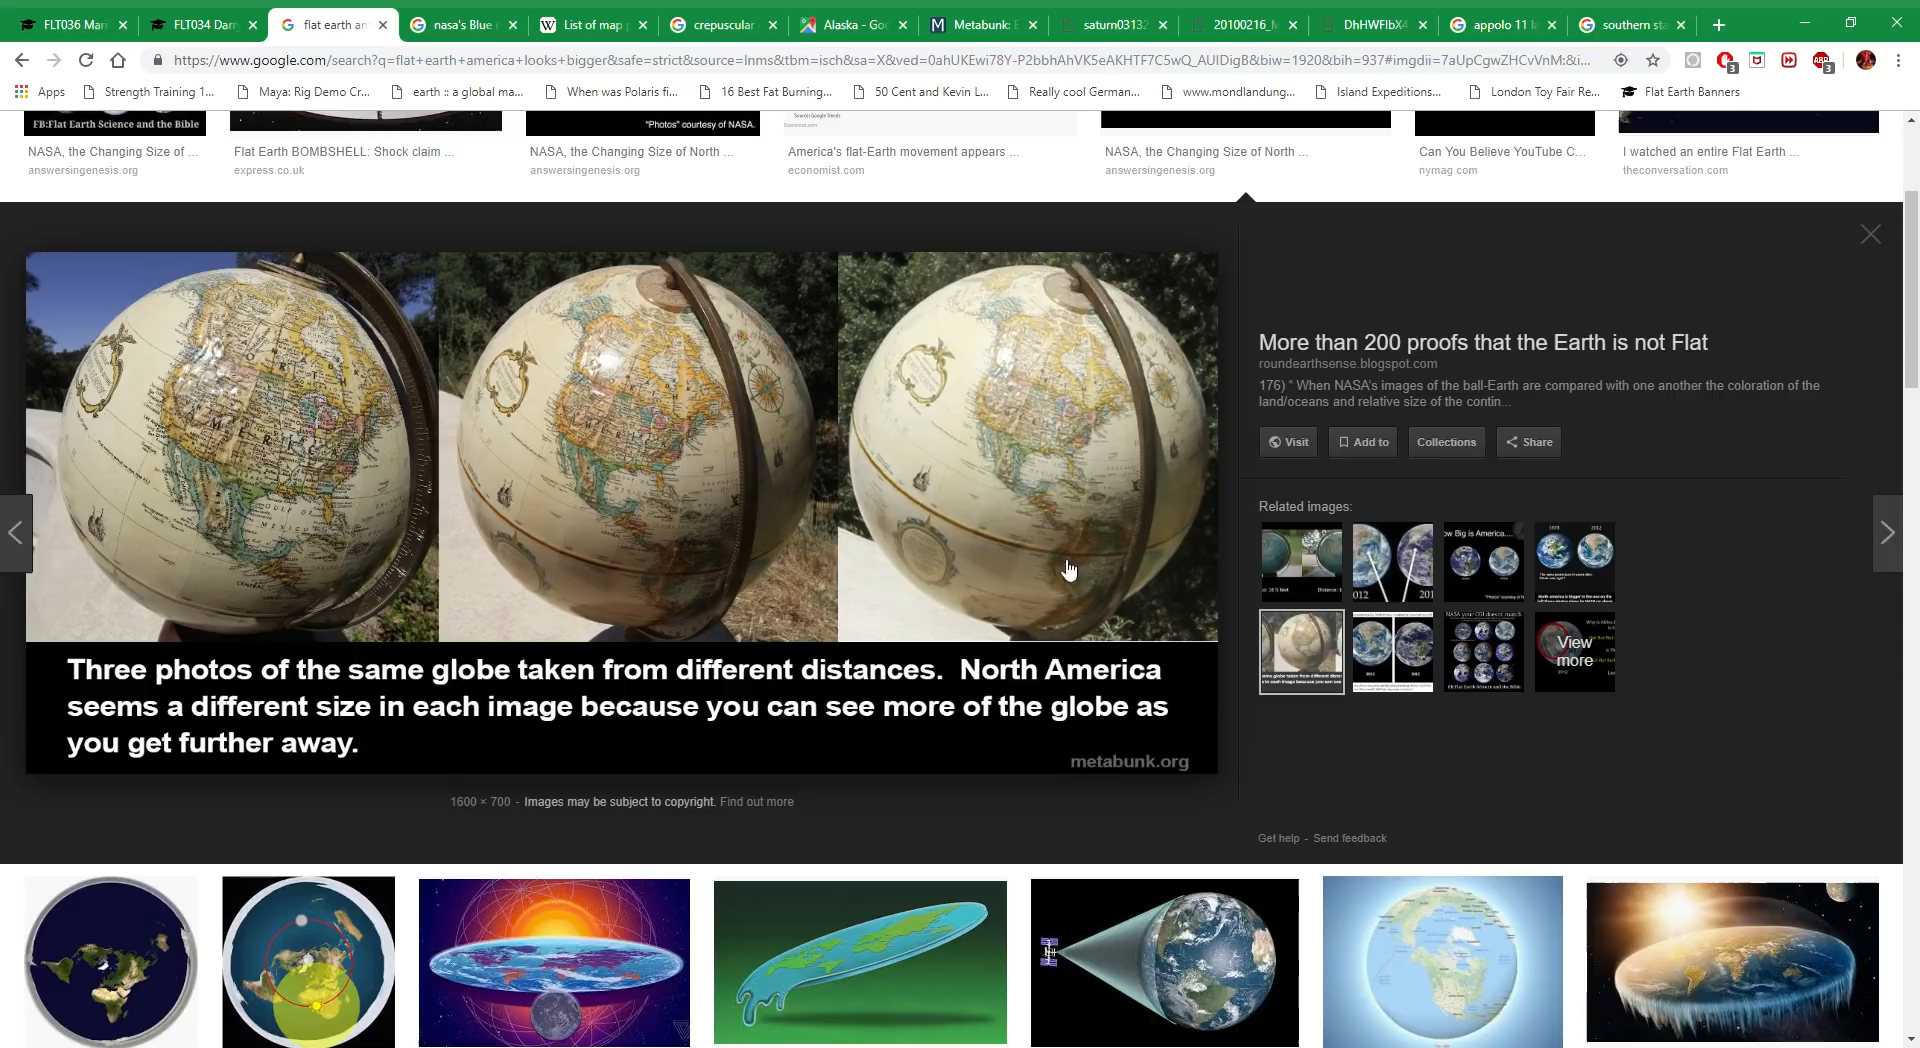 FLT036 Mari
FLT034 Dan
flat earth an
nasa's Blue
List of map
crepuscular
Alaska - Goo
Metabunk: E
saturn0313
20100216_M
DhHWFlbX4
appolo 11 l
southern sta
https://www.google.com/search?q=flat+earth+america+looks+bigger&safe=strict&source=lnms&tbm=isch&sa=X&ved=0ahUKEwi78Y-P2bbhAhVK5eAKHTF7C5wQ_AUIDigB&biw=1920&bih=937#imgdii=7aUpCgwZHCvVnM:&i...
Apps
Strength Training 1...
Maya: Rig Demo Cr...
earth :: a global ma...
When was Polaris fi...
16 Best Fat Burning...
50 Cent and Kevin L...
Really cool German...
www.mondlandung...
Island Expeditions...
London Toy Fair Re...
Flat Earth Banners
FB:Flat Earth Science and the Bible
"Photos" courtesy of NASA.
Source: Google Trends.
Economist.com
NASA, the Changing Size of ...
answersingenesis.org
Flat Earth BOMBSHELL: Shock claim ...
express.co.uk
NASA, the Changing Size of North ...
answersingenesis.org
America's flat-Earth movement appears ...
economist.com
NASA, the Changing Size of North ...
answersingenesis.org
Can You Believe YouTube C...
nymag.com
I watched an entire Flat Earth ...
theconversation.com
Three photos of the same globe taken from different distances. North America
seems a different size in each image because you can see more of the globe as
you get further away.
metabunk.org
1600 × 700 - Images may be subject to copyright. Find out more
More than 200 proofs that the Earth is not Flat
roundearthsense.blogspot.com
176) " When NASA's images of the ball-Earth are compared with one another the coloration of the
land/oceans and relative size of the contin...
Visit
Add to
Collections
Share
Related images:
View
more
Get help - Send feedback